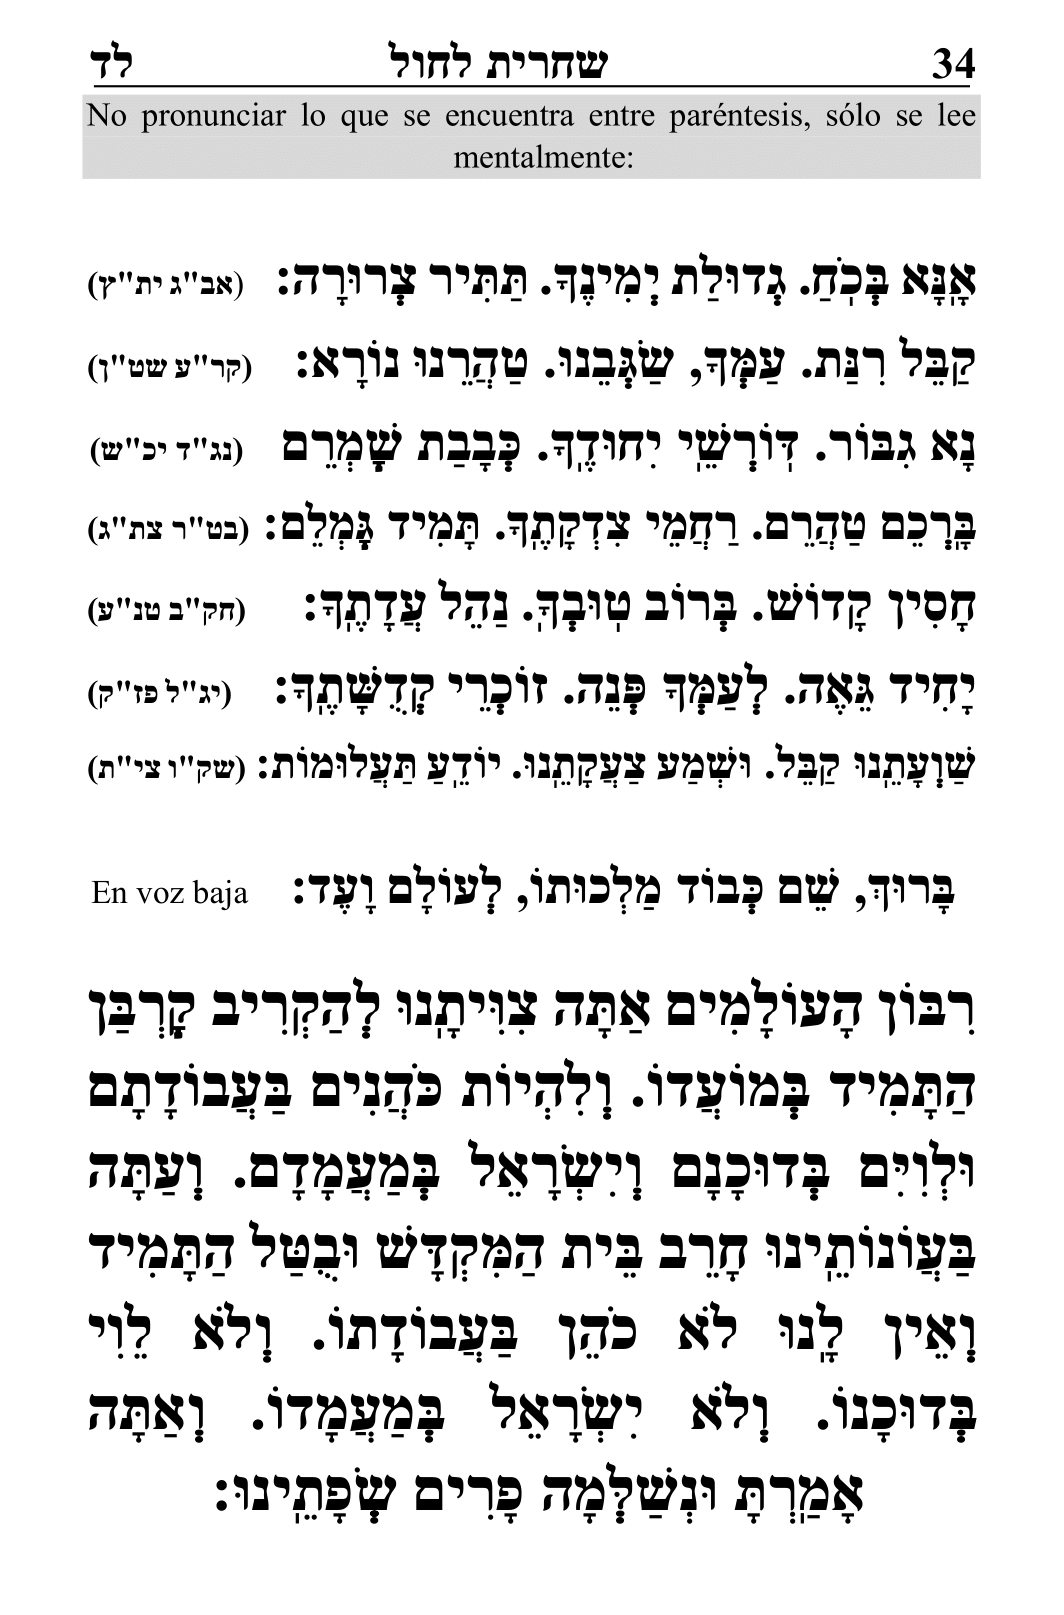 34 שחרית לחול לד
No pronunciar lo que se encuentra entre paréntesis, sólo se lee
mentalmente:
אָנָּא בְּכֹחַ. גְדוּלַת יְמִינֶךָ. תַּתִּיר צְרוּרָה: (אב"ג ית"ץ)
קַבֵּל רִנַּת. עַמְּךָ, שַׂגְּבֵנוּ. טַהֲרֵנוּ נוֹרָא: (קר"ע שט"ן)
נָא גִבּוֹר. דּוֹרְשֵׁי יִחוּדֶךָ. כְּבָבַת שָׁמְרֵם (נג"ד יכ"ש)
בָּרְכֵם טַהֲרֵם. רַחֲמֵי צִדְקָתֶךָ. תָּמִיד גָּמְלֵם: (בט"ר צת"ג)
חָסִין קָדוֹשׁ. בְּרוֹב טוּבְךָ. נַהֵל עֲדָתֶךָ: (חק"ב טנ"ע)
יָחִיד גֵּאֶה. לְעַמְּךָ פְּנֵה. זוֹכְרֵי קְדֻשָּׁתֶךָ: (יג"ל פז"ק)
שַׁוְעָתֵנוּ קַבֵּל. וּשְׁמַע צַעֲקָתֵנוּ. יוֹדֵעַ תַּעֲלוּמוֹת: (שק"ו צי"ת)
בָּרוּךְ, שֵׁם כְּבוֹד מַלְכוּתוֹ, לְעוֹלָם וָעֶד: En voz baja
רִבּוֹן הָעוֹלָמִים אַתָּה צִוִּיתָנוּ לְהַקְרִיב קָרְבַּן
הַתָּמִיד בְּמוֹעֲדוֹ. וְלִהְיוֹת כֹּהֲנִים בַּעֲבוֹדָתָם
וּלְוִיִּם בְּדוּכָנָם וְיִשְׂרָאֵל בְּמַעֲמָדָם. וְעַתָּה
בַּעֲוֹנוֹתֵינוּ חָרֵב בֵּית הַמִּקְדָּשׁ וּבֻטַּל הַתָּמִיד
וְאֵין לָנוּ לֹא כֹהֵן בַּעֲבוֹדָתוֹ. וְלֹא לֵוִי
בְּדוּכָנוֹ. וְלֹא יִשְׂרָאֵל בְּמַעֲמָדוֹ. וְאַתָּה
אָמַרְתָּ וּנְשַׁלְּמָה פָרִים שְׂפָתֵינוּ: